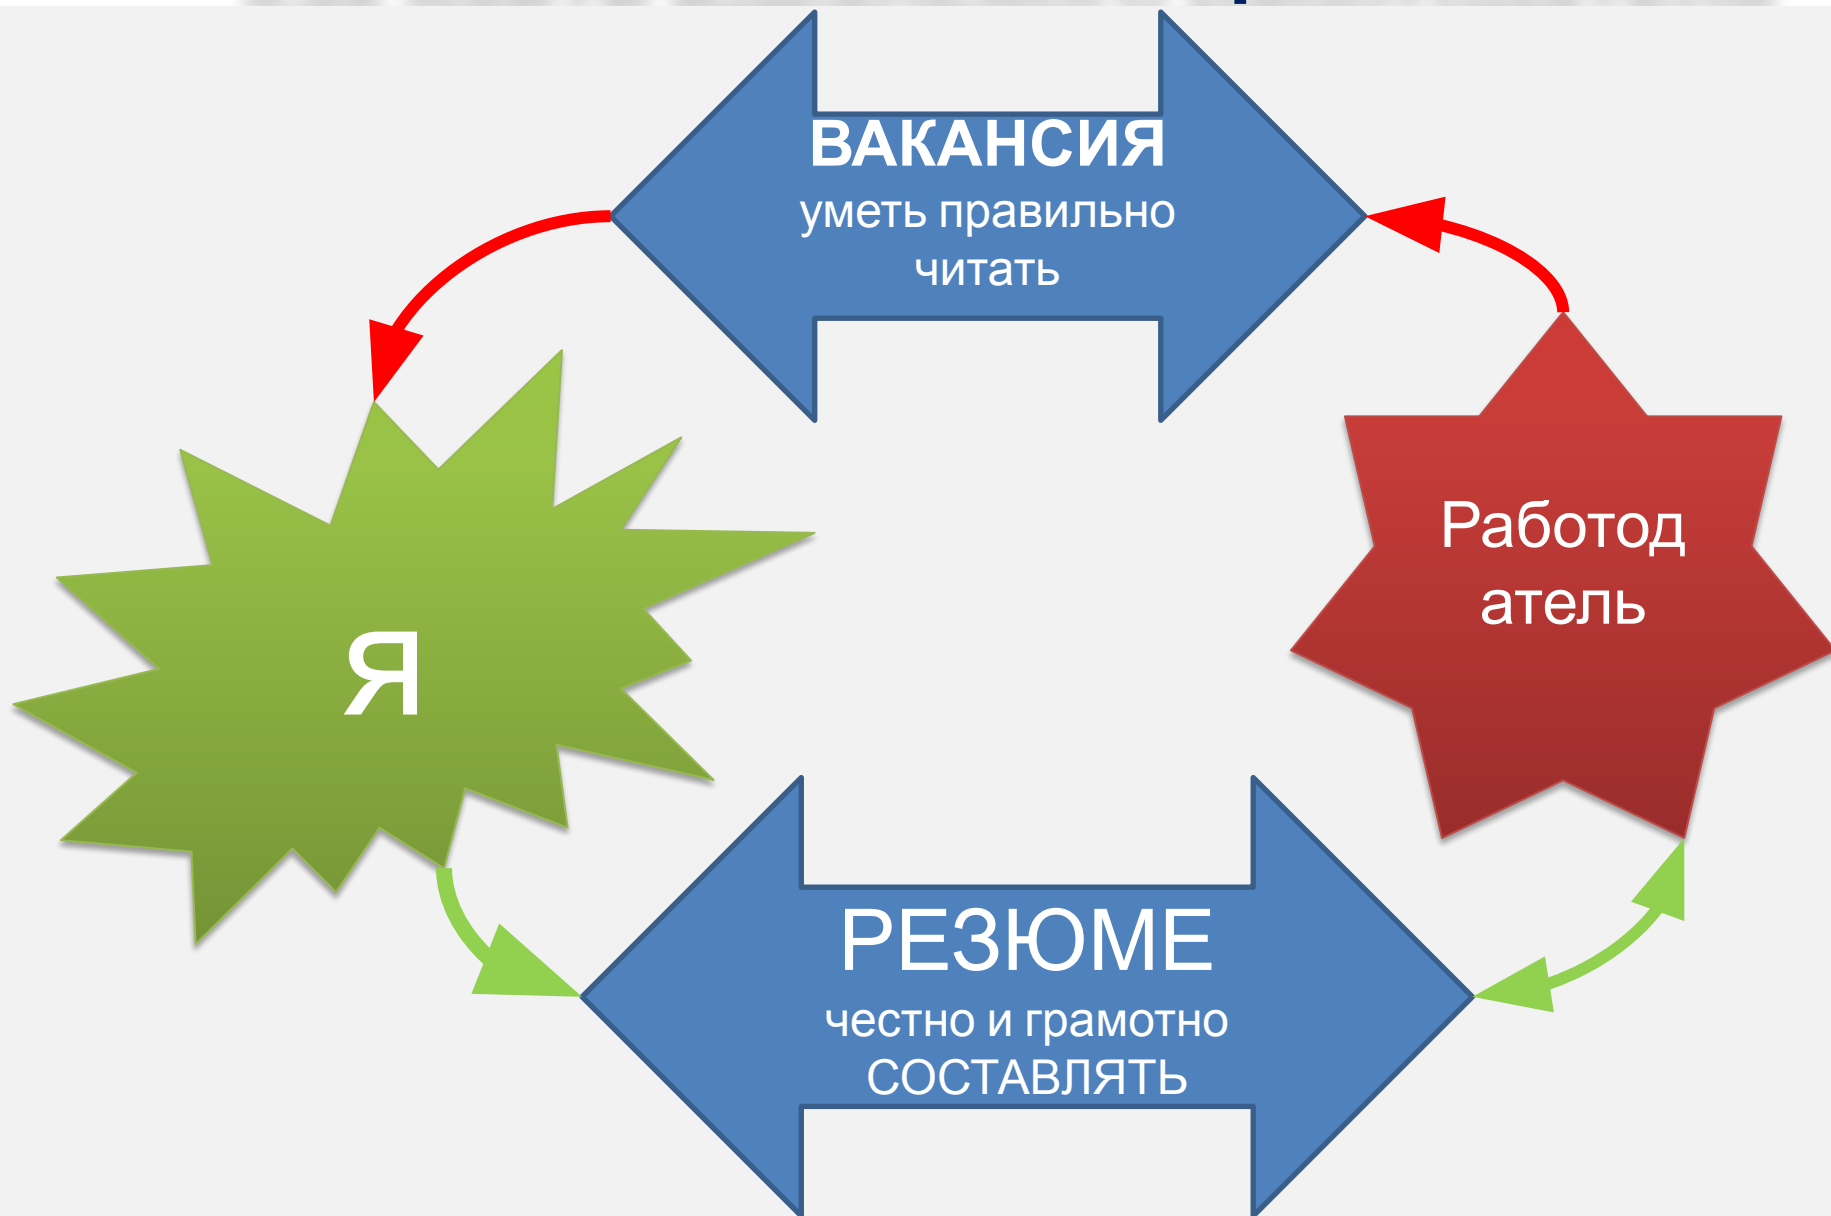 ВАКАНСИЯ
уметь правильно
читать
Работод
атель
Я
РЕЗЮМЕ
честно и грамотно
СОСТАВЛЯТЬ